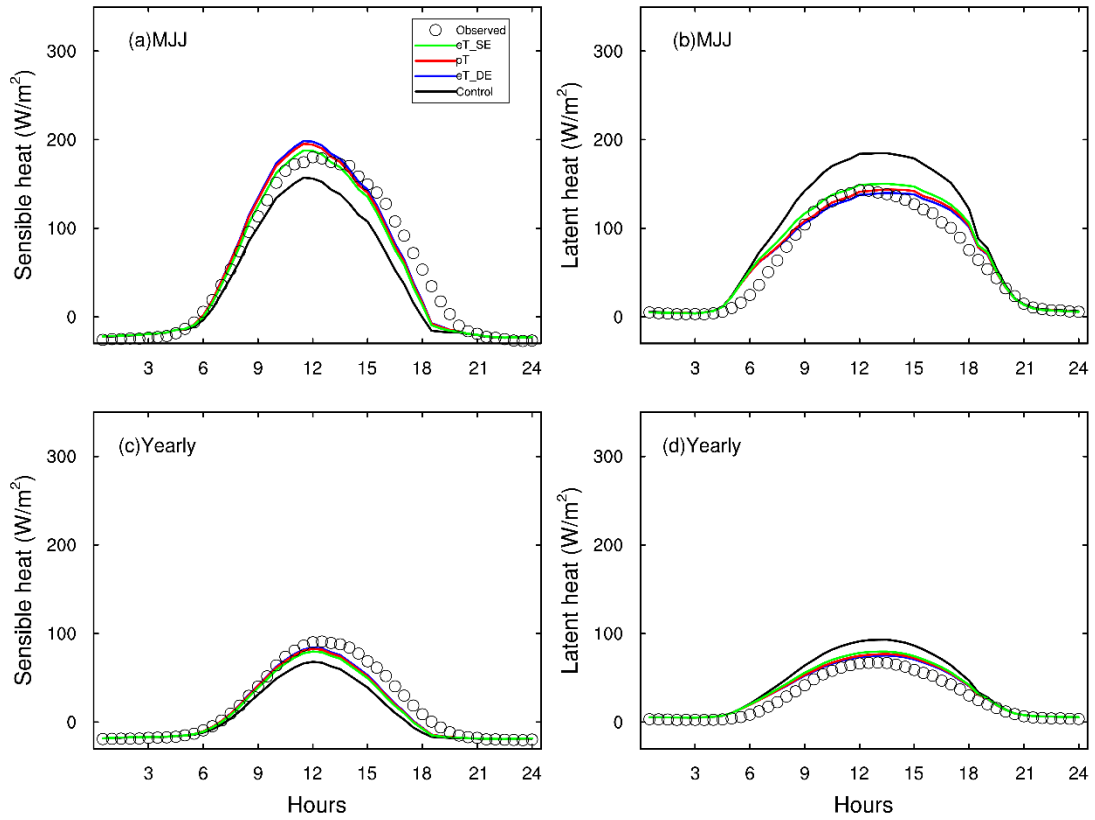 (a)MJJ
Observed
eT_SE
pT
eT_DE
Control
Sensible heat (W/m²)
300
200
100
0
3 6 9 12 15 18 21 24
(b)MJJ
Latent heat (W/m²)
300
200
100
0
3 6 9 12 15 18 21 24
(c)Yearly
Sensible heat (W/m²)
300
200
100
0
3 6 9 12 15 18 21 24
Hours
(d)Yearly
Latent heat (W/m²)
300
200
100
0
3 6 9 12 15 18 21 24
Hours